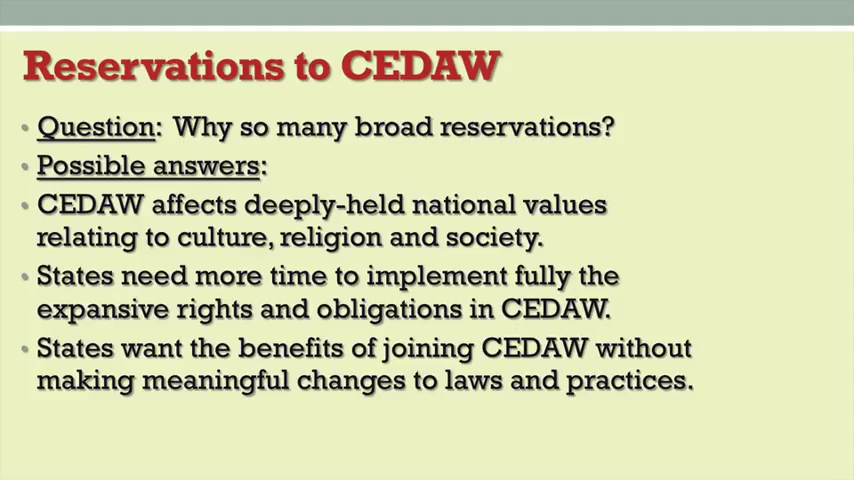 Reservations to CEDAW
• Question: Why so many broad reservations?
• Possible answers:
• CEDAW affects deeply-held national values
relating to culture, religion and society.
• States need more time to implement fully the
expansive rights and obligations in CEDAW.
• States want the benefits of joining CEDAW without
making meaningful changes to laws and practices.